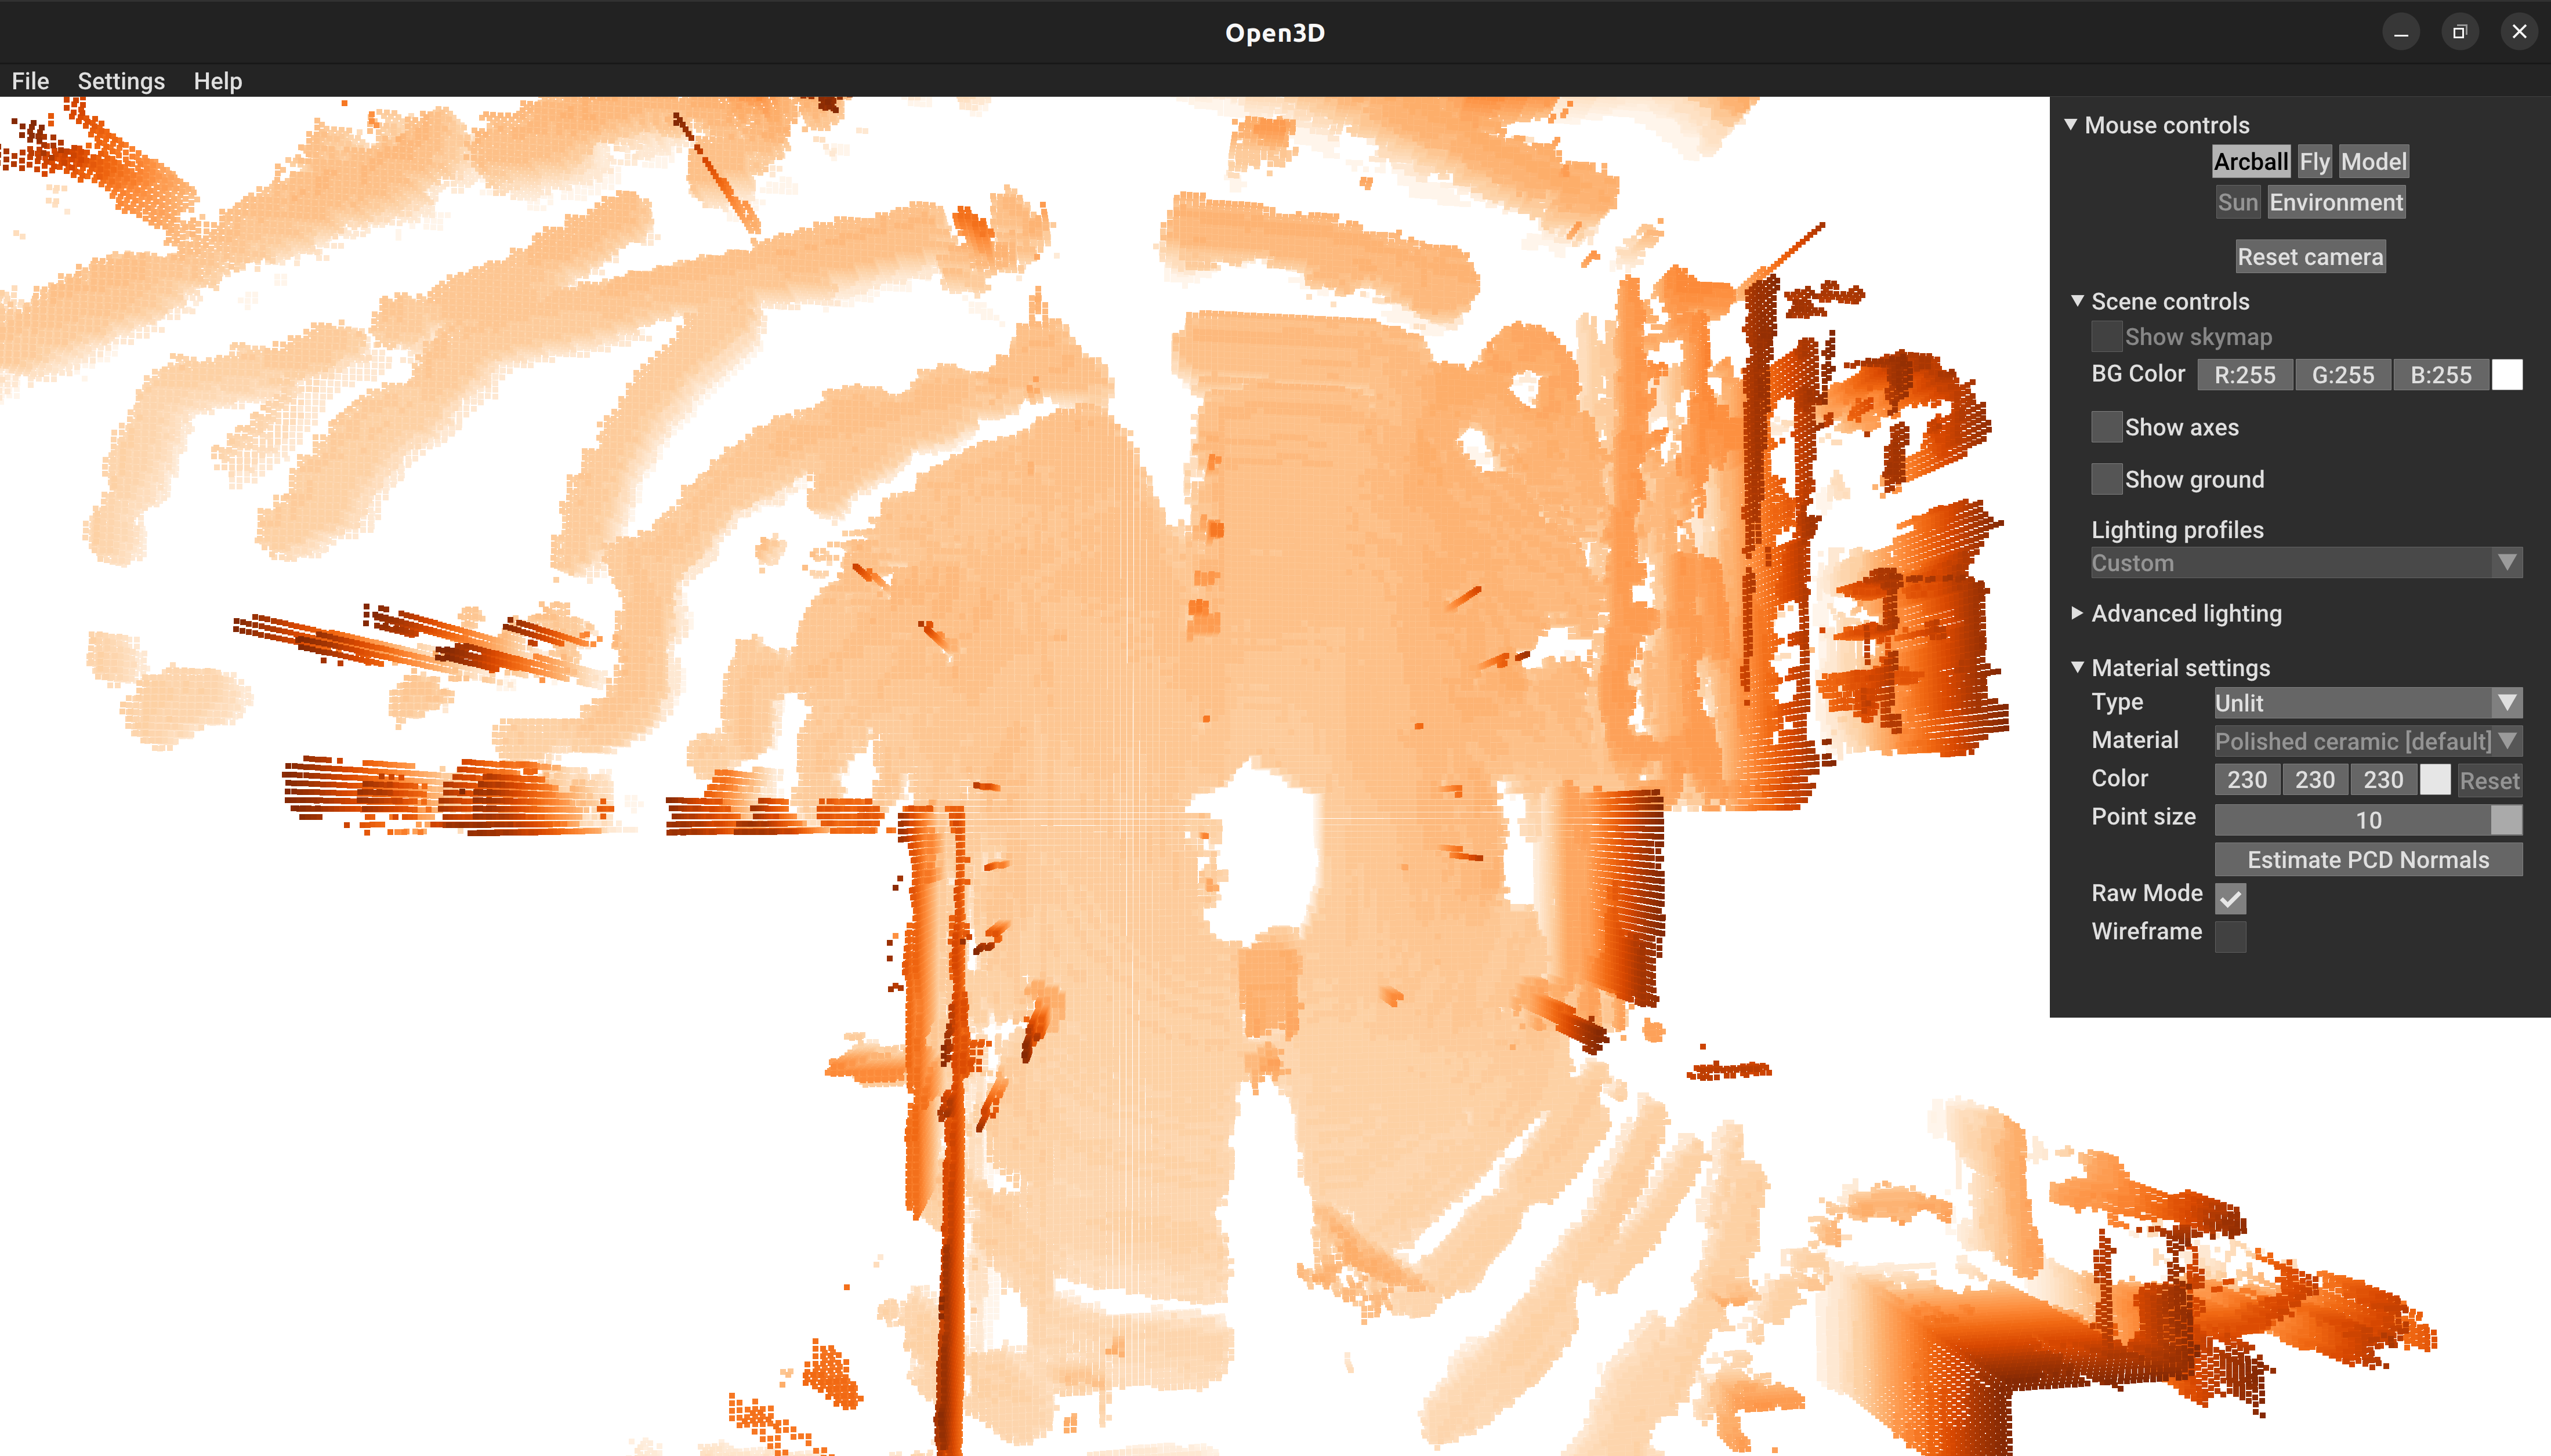 Open3D
File Settings Help
Mouse controls
Arcball Fly Model
Sun Environment
Reset camera
Scene controls
Show skymap
BG Color R:255 G:255 B:255
Show axes
Show ground
Lighting profiles
Custom
Advanced lighting
Material settings
Type Unlit
Material Polished ceramic [default]
Color 230 230 230 Reset
Point size 10
Estimate PCD Normals
Raw Mode
Wireframe